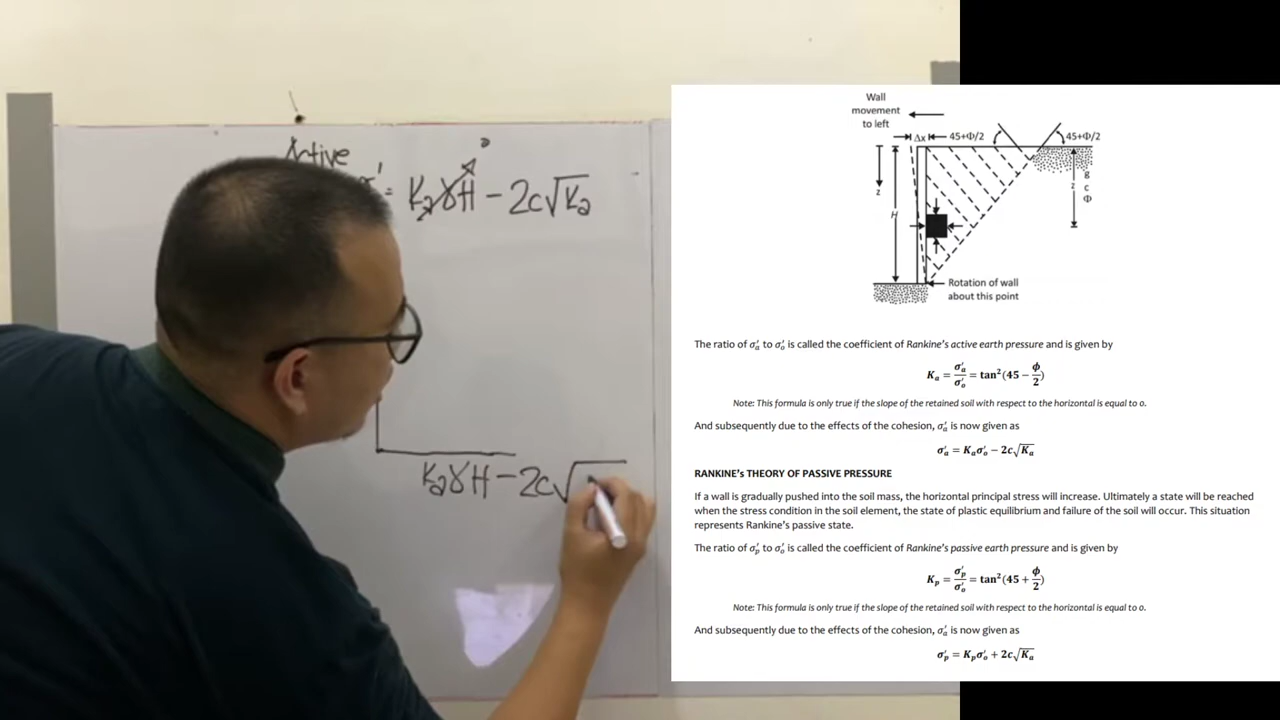 Active
σ' = KaγH - 2c√Ka
KaγH - 2c√
Wall
movement
to left
Δx
45+Φ/2
45+Φ/2
z
H
g
z
c
Φ
Rotation of wall
about this point
The ratio of σ'ₐ to σ'ₒ is called the coefficient of Rankine's active earth pressure and is given by
Kₐ = σ'ₐ/σ'ₒ = tan²(45 − ϕ/2)
Note: This formula is only true if the slope of the retained soil with respect to the horizontal is equal to 0.
And subsequently due to the effects of the cohesion, σ'ₐ is now given as
σ'ₐ = Kₐσ'ₒ − 2c√Kₐ
RANKINE's THEORY OF PASSIVE PRESSURE
If a wall is gradually pushed into the soil mass, the horizontal principal stress will increase. Ultimately a state will be reached
when the stress condition in the soil element, the state of plastic equilibrium and failure of the soil will occur. This situation
represents Rankine's passive state.
The ratio of σ'ₚ to σ'ₒ is called the coefficient of Rankine's passive earth pressure and is given by
Kₚ = σ'ₚ/σ'ₒ = tan²(45 + ϕ/2)
Note: This formula is only true if the slope of the retained soil with respect to the horizontal is equal to 0.
And subsequently due to the effects of the cohesion, σ'ₐ is now given as
σ'ₚ = Kₚσ'ₒ + 2c√Kₐ